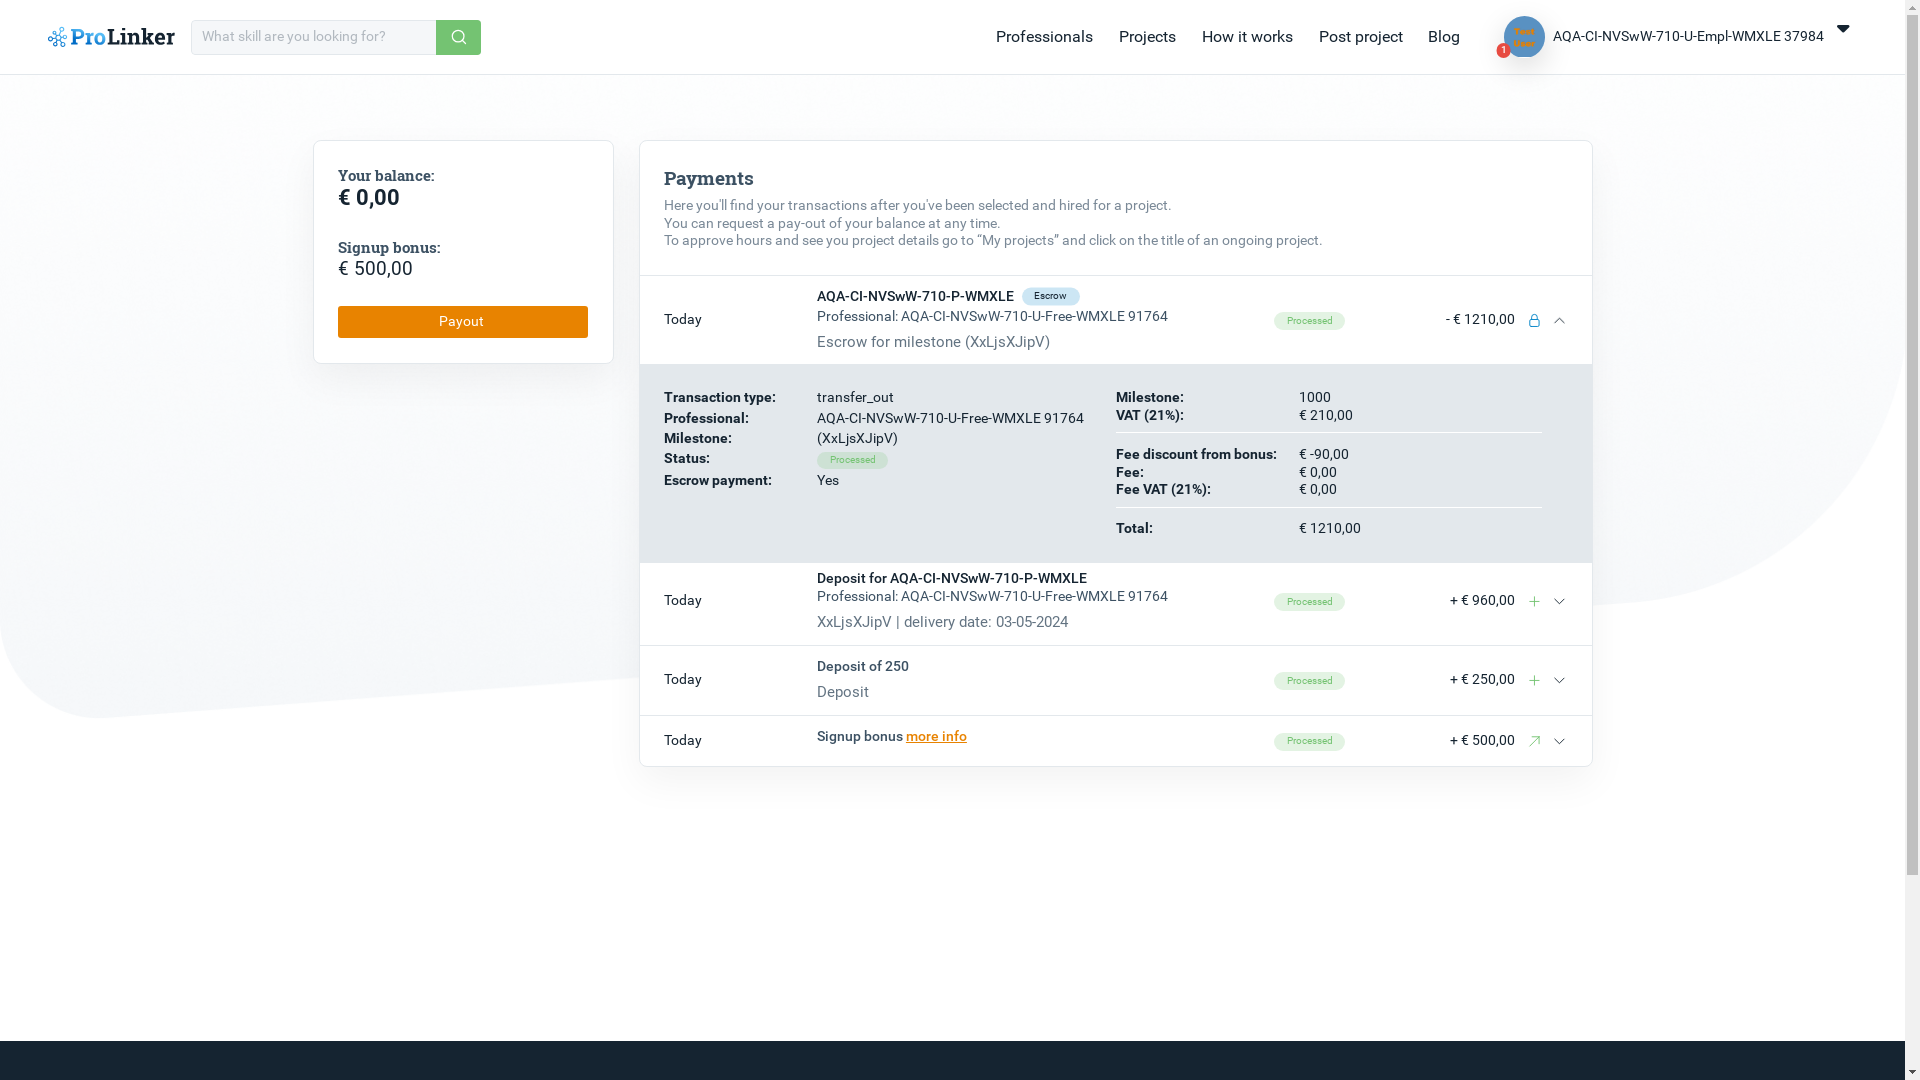 ProLinker
What skill are you looking for?
Professionals
Projects
How it works
Post project
Blog
Test
User
1
AQA-CI-NVSwW-710-U-Empl-WMXLE 37984
Your balance:
€ 0,00
Signup bonus:
€ 500,00
Payout
Payments
Here you'll find your transactions after you've been selected and hired for a project.
You can request a pay-out of your balance at any time.
To approve hours and see you project details go to “My projects” and click on the title of an ongoing project.
Today
AQA-CI-NVSwW-710-P-WMXLE Escrow
Professional: AQA-CI-NVSwW-710-U-Free-WMXLE 91764
Escrow for milestone (XxLjsXJipV)
Processed
- € 1210,00
Transaction type: transfer_out
Professional: AQA-CI-NVSwW-710-U-Free-WMXLE 91764
Milestone: (XxLjsXJipV)
Status: Processed
Escrow payment: Yes
Milestone: 1000
VAT (21%): € 210,00
Fee discount from bonus: € -90,00
Fee: € 0,00
Fee VAT (21%): € 0,00
Total: € 1210,00
Today
Deposit for AQA-CI-NVSwW-710-P-WMXLE
Professional: AQA-CI-NVSwW-710-U-Free-WMXLE 91764
XxLjsXJipV | delivery date: 03-05-2024
Processed
+ € 960,00
Today
Deposit of 250
Deposit
Processed
+ € 250,00
Today
Signup bonus more info
Processed
+ € 500,00